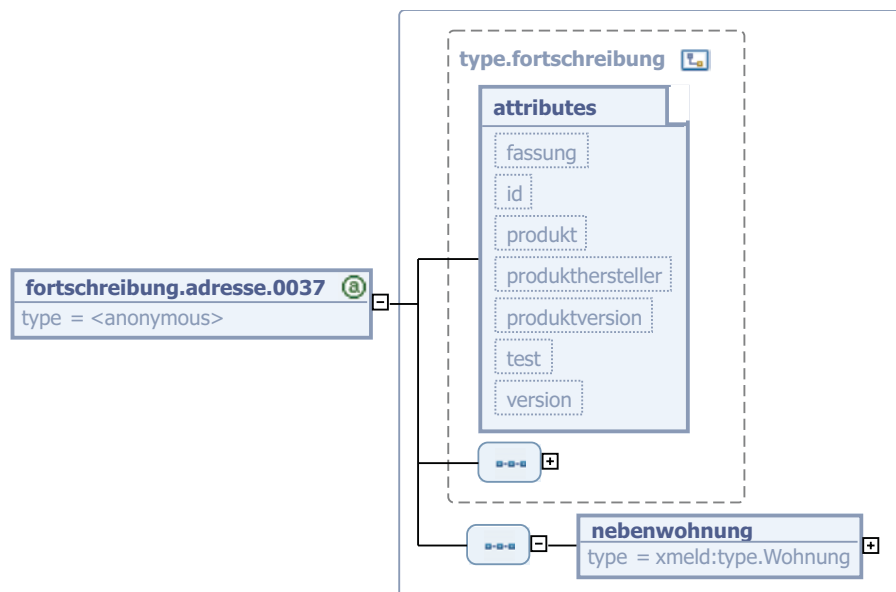 type.fortschreibung
attributes
fassung
id
produkt
produkthersteller
produktversion
test
version
fortschreibung.adresse.0037 a
type = <anonymous>
nebenwohnung
type = xmeld:type.Wohnung